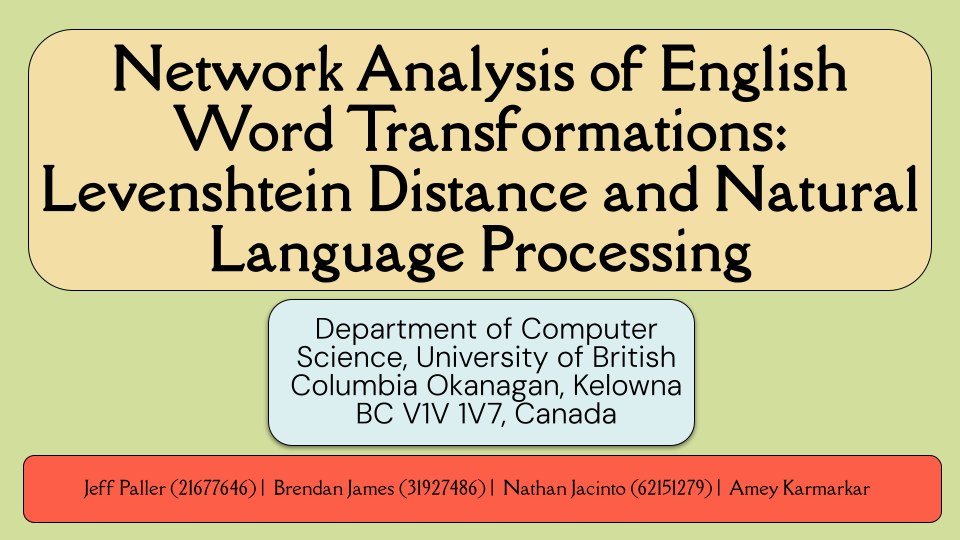 Network Analysis of English
Word Transformations:
Levenshtein Distance and Natural
Language Processing
Department of Computer
Science, University of British
Columbia Okanagan, Kelowna
BC V1V 1V7, Canada
Jeff Paller (21677646) | Brendan James (31927486) | Nathan Jacinto (62151279) | Amey Karmarkar